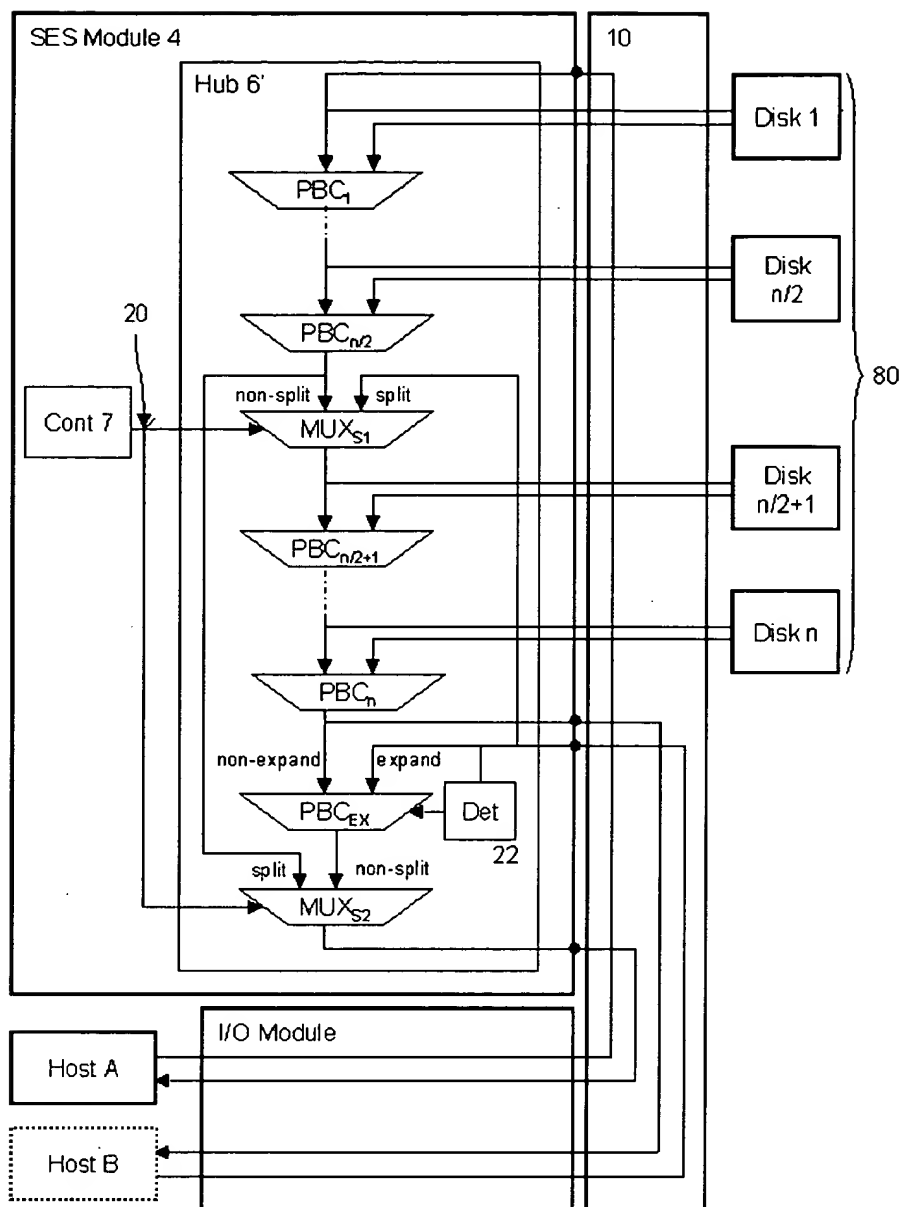 SES Module 4
10
Hub 6'
Disk 1
PBC1
Disk
n/2
20
PBCn/2
80
non-split
split
Cont 7
MUXS1
Disk
n/2+1
PBCn/2+1
Disk n
PBCn
non-expand
expand
PBCEX
Det
22
split
non-split
MUXS2
I/O Module
Host A
Host B